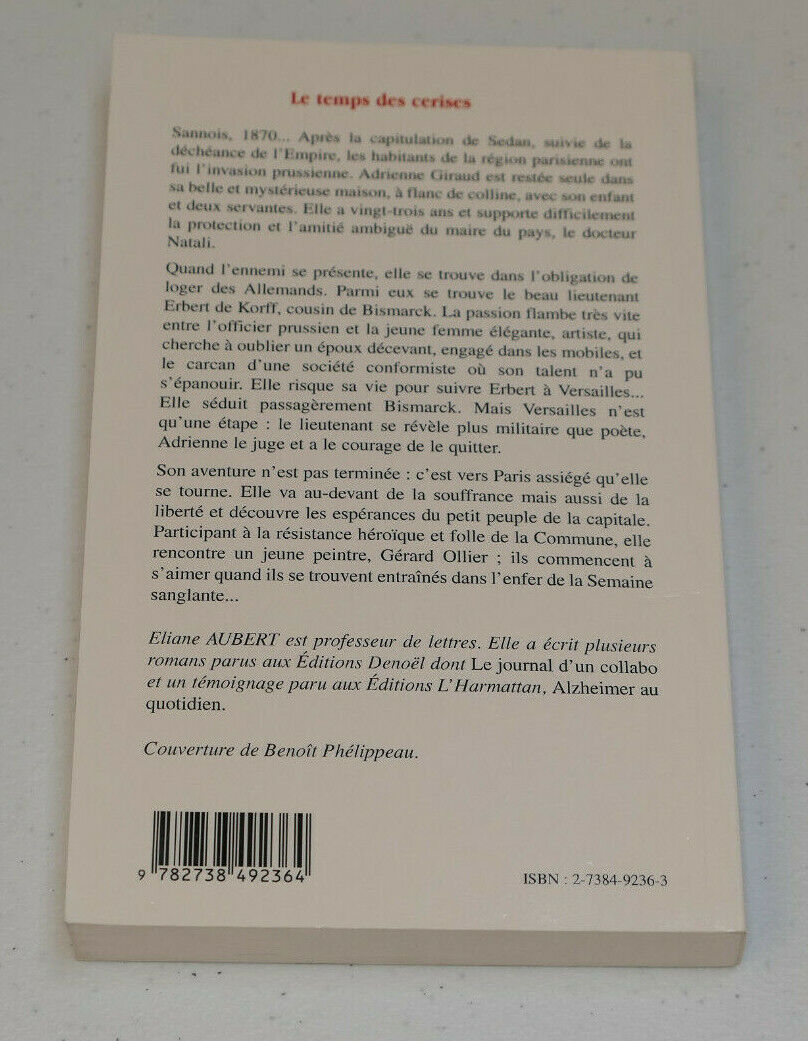 Le temps des cerises
Sannois, 1870... Après la capitulation de Sedan, suivie de la
déchéance de l'Empire, les habitants de la région parisienne ont
fui l'invasion prussienne. Adrienne Giraud est restée seule dans
sa belle et mystérieuse maison, à flanc de colline, avec son enfant
et deux servantes. Elle a vingt-trois ans et supporte difficilement
la protection et l'amitié ambiguë du maire du pays, le docteur
Natali.
Quand l'ennemi se présente, elle se trouve dans l'obligation de
loger des Allemands. Parmi eux se trouve le beau lieutenant
Erbert de Korff, cousin de Bismarck. La passion flambe très vite
entre l'officier prussien et la jeune femme élégante, artiste, qui
cherche à oublier un époux décevant, engagé dans les mobiles, et
le carcan d'une société conformiste où son talent n'a pu
s'épanouir. Elle risque sa vie pour suivre Erbert à Versailles...
Elle séduit passagèrement Bismarck. Mais Versailles n'est
qu'une étape : le lieutenant se révèle plus militaire que poète,
Adrienne le juge et a le courage de le quitter.
Son aventure n'est pas terminée : c'est vers Paris assiégé qu'elle
se tourne. Elle va au-devant de la souffrance mais aussi de la
liberté et découvre les espérances du petit peuple de la capitale.
Participant à la résistance héroïque et folle de la Commune, elle
rencontre un jeune peintre, Gérard Ollier ; ils commencent à
s'aimer quand ils se trouvent entraînés dans l'enfer de la Semaine
sanglante...
Eliane AUBERT est professeur de lettres. Elle a écrit plusieurs
romans parus aux Éditions Denoël dont Le journal d'un collabo
et un témoignage paru aux Éditions L'Harmattan, Alzheimer au
quotidien.
Couverture de Benoît Phélippeau.
9 782738 492364
ISBN : 2-7384-9236-3